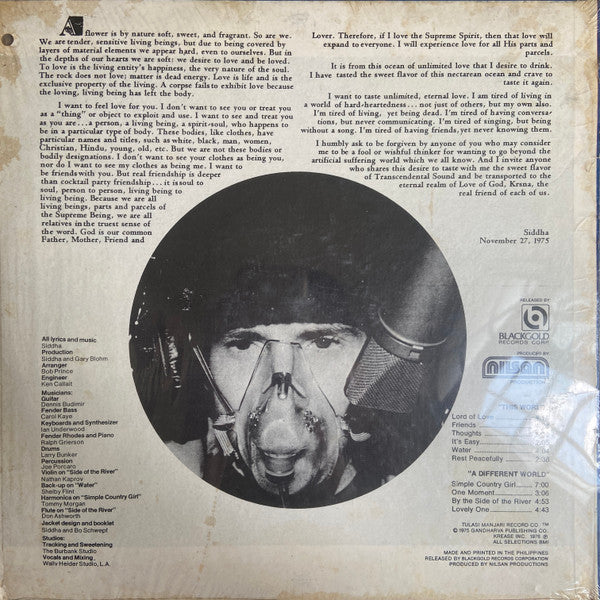 A flower is by nature soft, sweet, and fragrant. So are we.
We are tender, sensitive living beings, but due to being covered by
layers of material elements we appear hard, even to ourselves. But in
the depths of our hearts we are soft: we desire to love and be loved.
To love is the living entity's happiness, the very nature of the soul.
The rock does not love; matter is dead energy. Love is life and is the
exclusive property of the living. A corpse fails to exhibit love because
the loving, living being has left the body.
I want to feel love for you. I don't want to see you or treat you
as a "thing" or object to exploit and use. I want to see and treat you
as you are...a person, a living being, a spirit-soul, who happens to
be in a particular type of body. These bodies, like clothes, have
particular names and titles, such as white, black, man, women,
Christian, Hindu, young, old, etc. But we are not these bodies or
bodily designations. I don't want to see your clothes as being you,
nor do I want to see my clothes as being me. I want to
be friends with you. But real friendship is deeper
than cocktail party friendship...it is soul to
soul, person to person, living being to
living being. Because we are all
living beings, parts and parcels of
the Supreme Being, we are all
relatives in the truest sense of
the word. God is our common
Father, Mother, Friend and
Lover. Therefore, if I love the Supreme Spirit, then that love will
expand to everyone. I will experience love for all His parts and
parcels.
It is from this ocean of unlimited love that I desire to drink.
I have tasted the sweet flavor of this nectarean ocean and crave to
taste it again.
I want to taste unlimited, eternal love. I am tired of living in
a world of hard-heartedness...not just of others, but my own also.
I'm tired of living, yet being dead. I'm tired of having conversa-
tions, but never communicating. I'm tired of singing, but being
without a song. I'm tired of having friends, yet never knowing them.
I humbly ask to be forgiven by anyone of you who may consider
me to be a fool or wishful thinker for wanting to go beyond the
artificial suffering world which we all know. And I invite anyone
who shares this desire to taste with me the sweet flavor
of Transcendental Sound and be transported to the
eternal realm of Love of God, Krsna, the
real friend of each of us.
Siddha
November 27, 1975
All lyrics and music
Siddha
Production
Siddha and Gary Blohm
Arranger
Bob Prince
Engineer
Ken Callait
Musicians:
Guitar
Dennis Budimir
Fender Bass
Carol Kaye
Keyboards and Synthesizer
Ian Underwood
Fender Rhodes and Piano
Ralph Grierson
Drums
Larry Bunker
Percussion
Joe Porcaro
Violin on "Side of the River"
Nathan Kaprov
Back-up on "Water"
Shelby Flint
Harmonics on "Simple Country Girl"
Tommy Morgan
Flute on "Side of the River"
Don Ashworth
Jacket design and booklet
Siddha and Bo Schwepf
Studios:
Tracking and Sweetening
The Burbank Studio
Vocals and Mixing
Wally Heider Studio, L.A.
RELEASED BY
b
BLACKGOLD
RECORDS CORP.
PRODUCED BY
NILSAN
PRODUCTION
"THIS WORLD"
Lord of Love
Friends
Thoughts
It's Easy
Water
Rest Peacefully
"A DIFFERENT WORLD"
Simple Country Girl.....7:00
One Moment.....3:06
By the Side of the River 4:53
Lovely One.....4:43
TULASI MANJARI RECORD CO. ™
© 1975 GANDHARVA PUBLISHING CO.
KREASE INC. 1976 ℗
ALL SELECTIONS BMI
MADE AND PRINTED IN THE PHILIPPINES
RELEASED BY BLACKGOLD RECORDS CORPORATION
PRODUCED BY NILSAN PRODUCTIONS